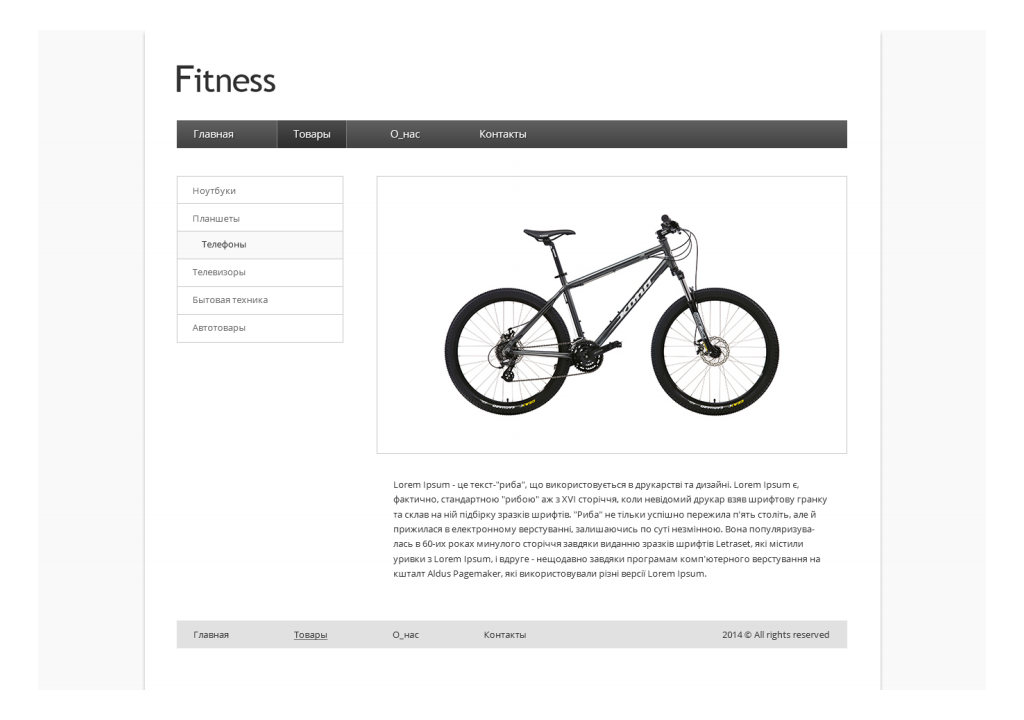 Fitness
Главная Товары О_нас Контакты
Ноутбуки
Планшеты
Телефоны
Телевизоры
Бытовая техника
Автотовары
KONA
Lorem Ipsum - це текст-"риба", що використовується в друкарстві та дизайні. Lorem Ipsum є,
фактично, стандартною "рибою" аж з XVI сторіччя, коли невідомий друкар взяв шрифтову гранку
та склав на ній підбірку зразків шрифтів. "Риба" не тільки успішно пережила п'ять століть, але й
прижилася в електронному верстуванні, залишаючись по суті незмінною. Вона популяризува-
лась в 60-их роках минулого сторіччя завдяки виданню зразків шрифтів Letraset, які містили
уривки з Lorem Ipsum, і вдруге - нещодавно завдяки програмам комп'ютерного верстування на
кшталт Aldus Pagemaker, які використовували різні версії Lorem Ipsum.
Главная Товары О_нас Контакты 2014 © All rights reserved